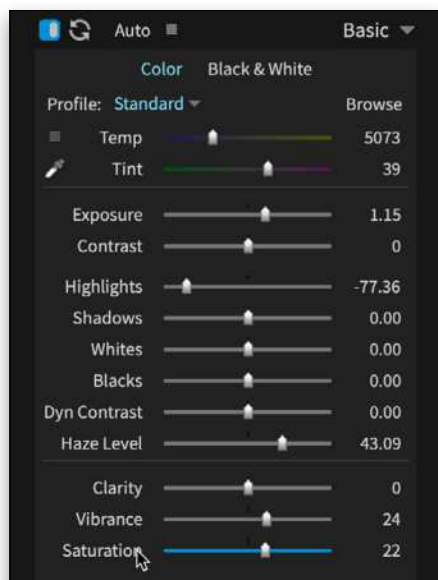 Auto Basic
Color Black & White
Profile: Standard Browse
Temp 5073
Tint 39
Exposure 1.15
Contrast 0
Highlights -77.36
Shadows 0.00
Whites 0.00
Blacks 0.00
Dyn Contrast 0.00
Haze Level 43.09
Clarity 0
Vibrance 24
Saturation 22